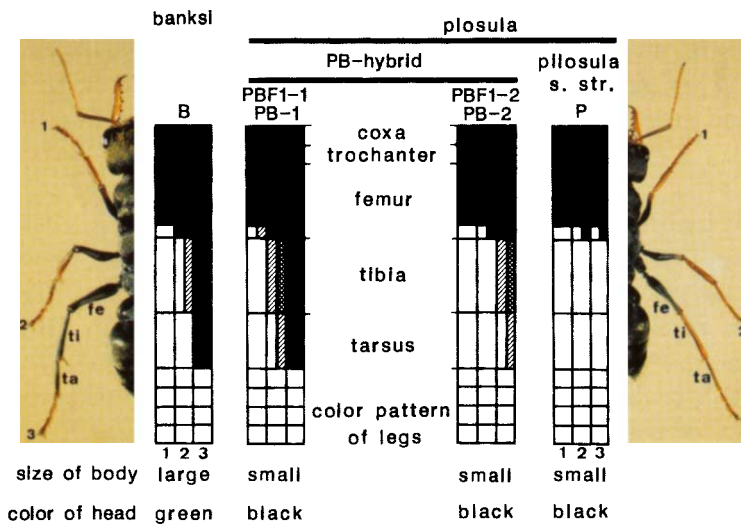 banksi plosula
PB-hybrid pilosula
s. str.
PBF1-1 PBF1-2
B PB-1 PB-2 P
coxa
trochanter
femur
tibia
tarsus
color pattern
of legs
1 fe ti ta 2 3
1 fe ti ta 3
1 2 3 1 2 3
size of body large small small small
color of head green black black black